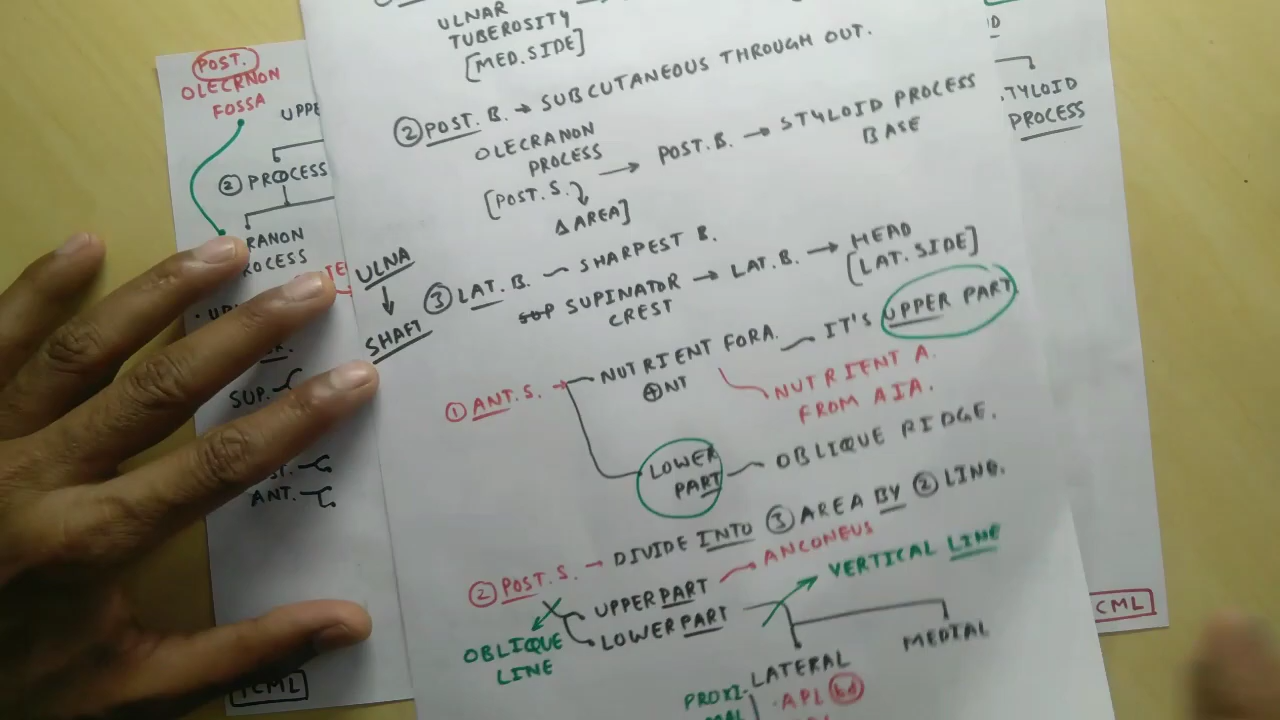 ULNAR
TUBEROSITY
[MED. SIDE]
② POST. B. → SUBCUTANEOUS THROUGH OUT.
OLECRANON
PROCESS → POST. B. → STYLOID PROCESS
BASE
[POST. S.
Δ AREA]
ULNA
↓
SHAFT
③ LAT. B. ~ SHARPEST B.
SUPINATOR → LAT. B. → HEAD
CREST
[LAT. SIDE]
① ANT. S. → NUTRIENT FORA. ~ IT'S UPPER PART
NT
NUTRIENT A.
FROM AIA.
LOWER
PART ~ OBLIQUE RIDGE.
② POST. S. → DIVIDE INTO ③ AREA BY ② LINE.
UPPER PART → ANCONEUS
LOWER PART
VERTICAL LINE
OBLIQUE
LINE
LATERAL
MEDIAL
PROXI-
MAL
· APL
POST.
OLECRNON
FOSSA
UPPE
② PROCESS
RANON
ROCESS
SUP.
ANT.
TYLOID
PROCESS
CML